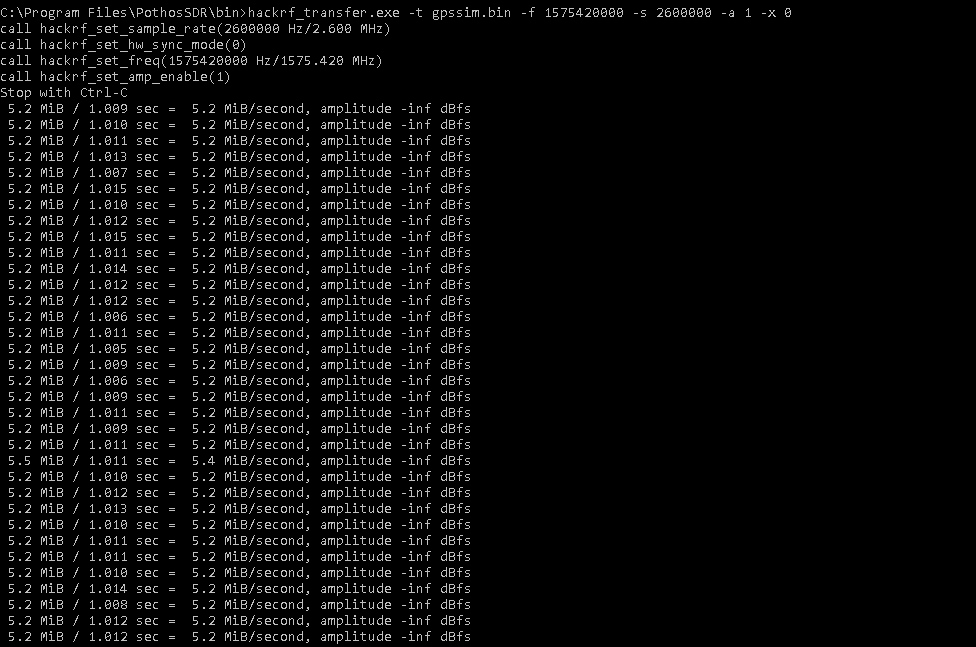 C:\Program Files\PothosSDR\bin>hackrf_transfer.exe -t gpssim.bin -f 1575420000 -s 2600000 -a 1 -x 0
call hackrf_set_sample_rate(2600000 Hz/2.600 MHz)
call hackrf_set_hw_sync_mode(0)
call hackrf_set_freq(1575420000 Hz/1575.420 MHz)
call hackrf_set_amp_enable(1)
Stop with Ctrl-C
5.2 MiB / 1.009 sec =  5.2 MiB/second, amplitude -inf dBfs
5.2 MiB / 1.010 sec =  5.2 MiB/second, amplitude -inf dBfs
5.2 MiB / 1.011 sec =  5.2 MiB/second, amplitude -inf dBfs
5.2 MiB / 1.013 sec =  5.2 MiB/second, amplitude -inf dBfs
5.2 MiB / 1.007 sec =  5.2 MiB/second, amplitude -inf dBfs
5.2 MiB / 1.015 sec =  5.2 MiB/second, amplitude -inf dBfs
5.2 MiB / 1.010 sec =  5.2 MiB/second, amplitude -inf dBfs
5.2 MiB / 1.012 sec =  5.2 MiB/second, amplitude -inf dBfs
5.2 MiB / 1.015 sec =  5.2 MiB/second, amplitude -inf dBfs
5.2 MiB / 1.011 sec =  5.2 MiB/second, amplitude -inf dBfs
5.2 MiB / 1.014 sec =  5.2 MiB/second, amplitude -inf dBfs
5.2 MiB / 1.012 sec =  5.2 MiB/second, amplitude -inf dBfs
5.2 MiB / 1.012 sec =  5.2 MiB/second, amplitude -inf dBfs
5.2 MiB / 1.006 sec =  5.2 MiB/second, amplitude -inf dBfs
5.2 MiB / 1.011 sec =  5.2 MiB/second, amplitude -inf dBfs
5.2 MiB / 1.005 sec =  5.2 MiB/second, amplitude -inf dBfs
5.2 MiB / 1.009 sec =  5.2 MiB/second, amplitude -inf dBfs
5.2 MiB / 1.006 sec =  5.2 MiB/second, amplitude -inf dBfs
5.2 MiB / 1.009 sec =  5.2 MiB/second, amplitude -inf dBfs
5.2 MiB / 1.011 sec =  5.2 MiB/second, amplitude -inf dBfs
5.2 MiB / 1.009 sec =  5.2 MiB/second, amplitude -inf dBfs
5.2 MiB / 1.011 sec =  5.2 MiB/second, amplitude -inf dBfs
5.5 MiB / 1.011 sec =  5.4 MiB/second, amplitude -inf dBfs
5.2 MiB / 1.010 sec =  5.2 MiB/second, amplitude -inf dBfs
5.2 MiB / 1.012 sec =  5.2 MiB/second, amplitude -inf dBfs
5.2 MiB / 1.013 sec =  5.2 MiB/second, amplitude -inf dBfs
5.2 MiB / 1.010 sec =  5.2 MiB/second, amplitude -inf dBfs
5.2 MiB / 1.011 sec =  5.2 MiB/second, amplitude -inf dBfs
5.2 MiB / 1.011 sec =  5.2 MiB/second, amplitude -inf dBfs
5.2 MiB / 1.010 sec =  5.2 MiB/second, amplitude -inf dBfs
5.2 MiB / 1.014 sec =  5.2 MiB/second, amplitude -inf dBfs
5.2 MiB / 1.008 sec =  5.2 MiB/second, amplitude -inf dBfs
5.2 MiB / 1.012 sec =  5.2 MiB/second, amplitude -inf dBfs
5.2 MiB / 1.012 sec =  5.2 MiB/second, amplitude -inf dBfs